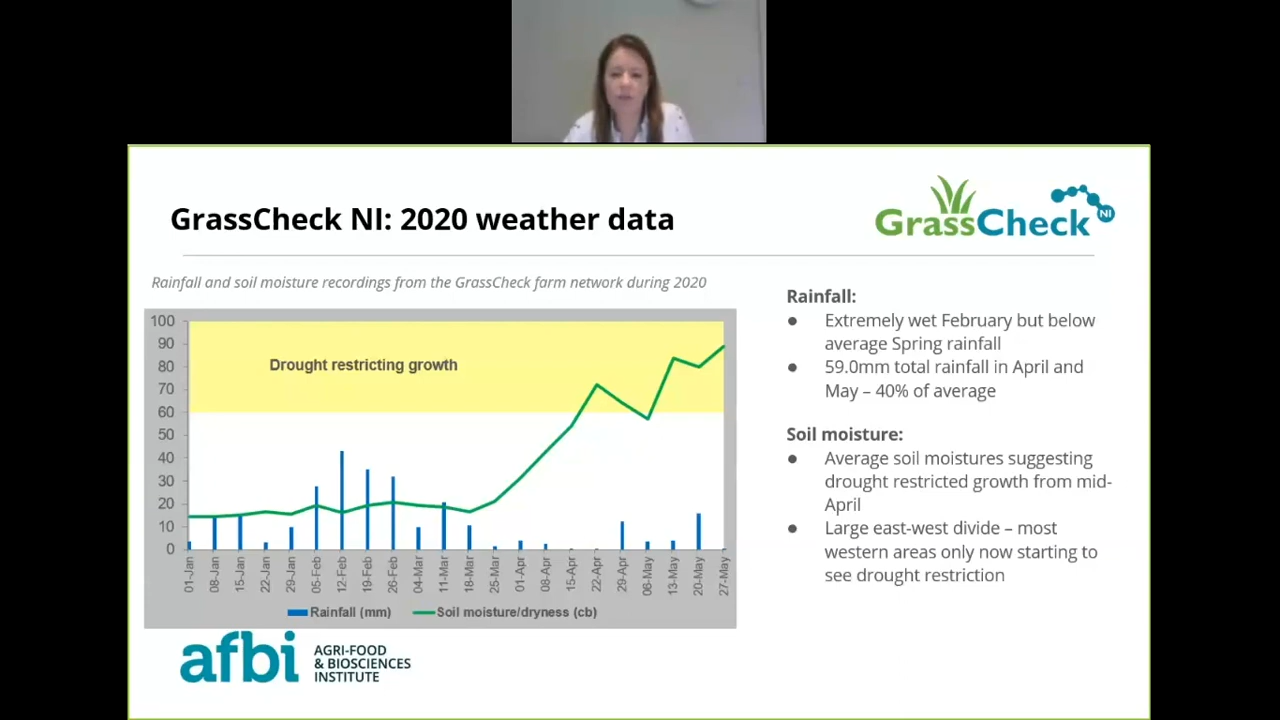 GrassCheck NI: 2020 weather data
GrassCheck NI
Rainfall and soil moisture recordings from the GrassCheck farm network during 2020
100
90
80
70
60
50
40
30
20
10
0
Drought restricting growth
01-Jan
08-Jan
15-Jan
22-Jan
29-Jan
05-Feb
12-Feb
19-Feb
26-Feb
04-Mar
11-Mar
18-Mar
25-Mar
01-Apr
08-Apr
15-Apr
22-Apr
29-Apr
06-May
13-May
20-May
27-May
Rainfall (mm)
Soil moisture/dryness (cb)
Rainfall:
● Extremely wet February but below
average Spring rainfall
● 59.0mm total rainfall in April and
May – 40% of average
Soil moisture:
● Average soil moistures suggesting
drought restricted growth from mid-
April
● Large east-west divide – most
western areas only now starting to
see drought restriction
afbi
AGRI-FOOD
& BIOSCIENCES
INSTITUTE